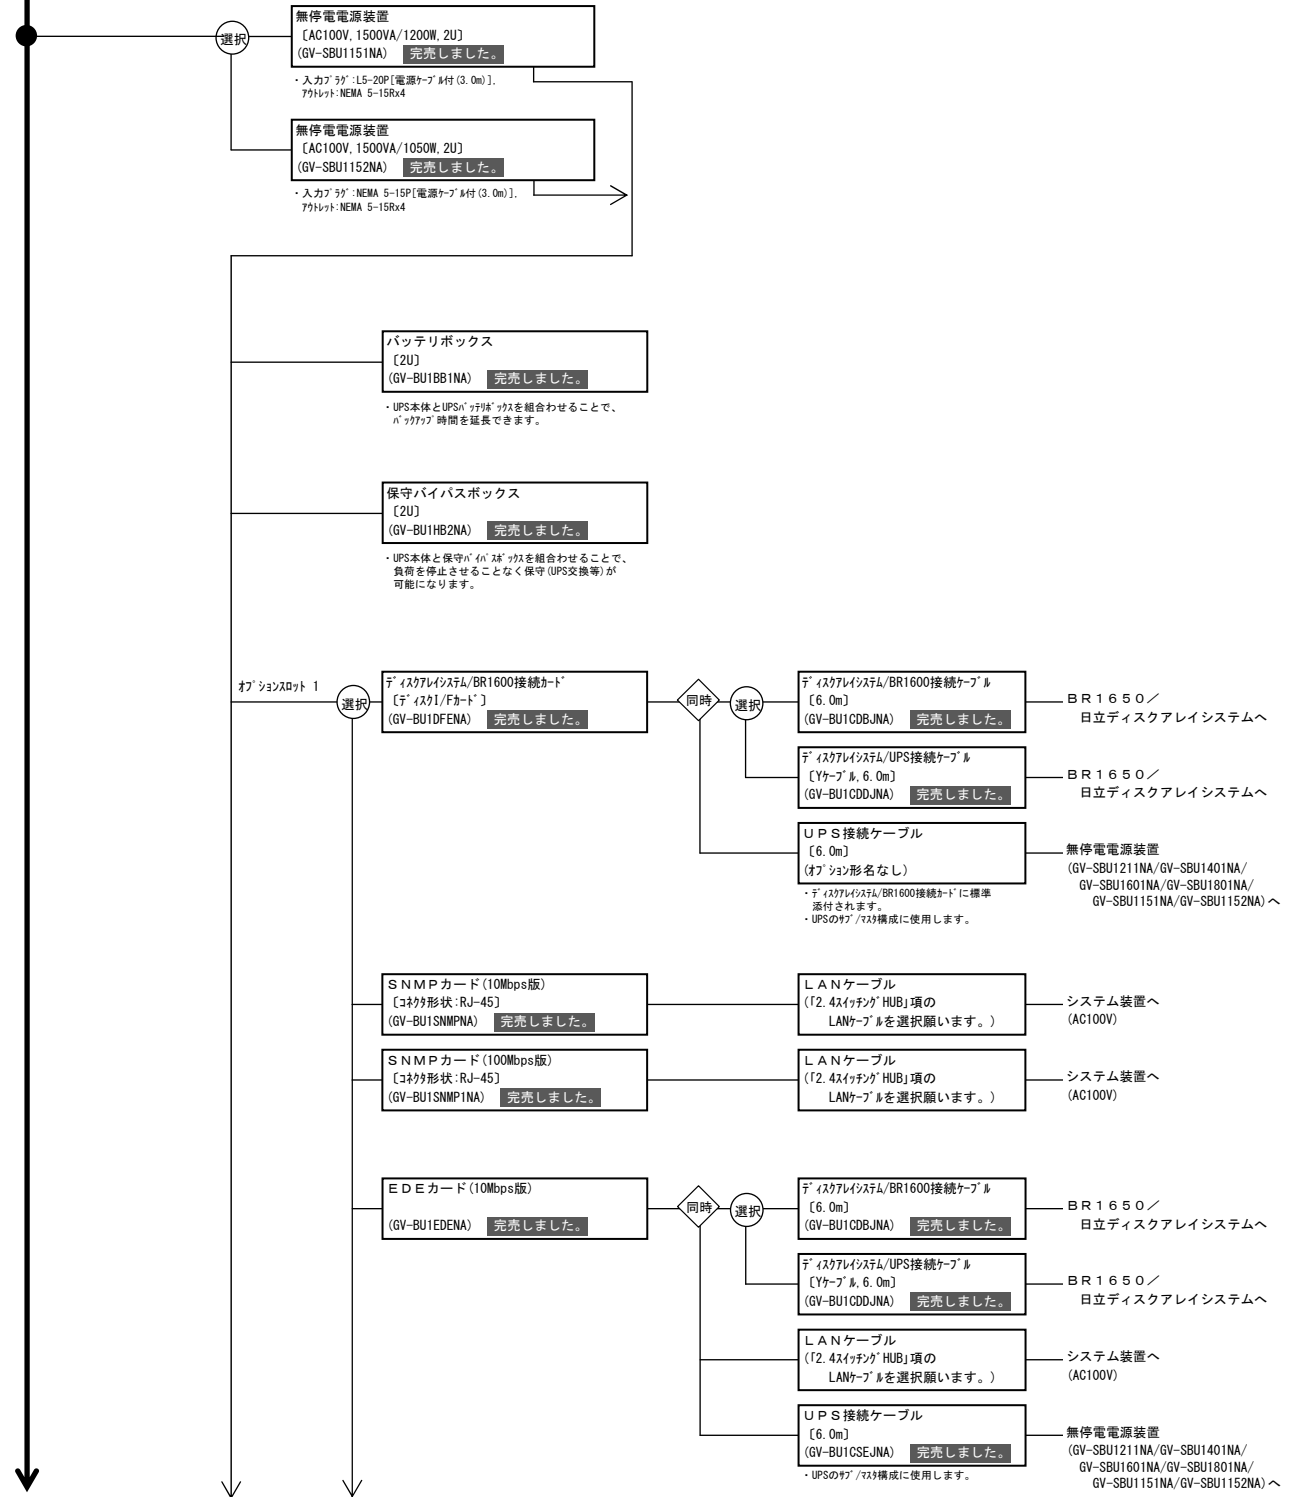 選択
無停電電源装置
〔AC100V,1500VA/1200W,2U〕
(GV-SBU1151NA) 完売しました。
・入力ﾌﾟﾗｸﾞ:L5-20P[電源ｹｰﾌﾞﾙ付(3.0m)],
ｱｳﾄﾚｯﾄ:NEMA 5-15Rx4
無停電電源装置
〔AC100V,1500VA/1050W,2U〕
(GV-SBU1152NA) 完売しました。
・入力ﾌﾟﾗｸﾞ:NEMA 5-15P[電源ｹｰﾌﾞﾙ付(3.0m)],
ｱｳﾄﾚｯﾄ:NEMA 5-15Rx4
バッテリボックス
〔2U〕
(GV-BU1BB1NA) 完売しました。
・UPS本体とUPSﾊﾞｯﾃﾘﾎﾞｯｸｽを組合わせることで、
ﾊﾞｯｸｱｯﾌﾟ時間を延長できます。
保守バイパスボックス
〔2U〕
(GV-BU1HB2NA) 完売しました。
・UPS本体と保守ﾊﾞｲﾊﾟｽﾎﾞｯｸｽを組合わせることで、
負荷を停止させることなく保守(UPS交換等)が
可能になります。
ｵﾌﾟｼｮﾝｽﾛｯﾄ 1
選択
ﾃﾞｨｽｸｱﾚｲｼｽﾃﾑ/BR1600接続ｶｰﾄﾞ
〔ﾃﾞｨｽｸI/Fｶｰﾄﾞ〕
(GV-BU1DFENA) 完売しました。
同時
選択
ﾃﾞｨｽｸｱﾚｲｼｽﾃﾑ/BR1600接続ｹｰﾌﾞﾙ
〔6.0m〕
(GV-BU1CDBJNA) 完売しました。
ＢＲ１６５０／
日立ディスクアレイシステムへ
ﾃﾞｨｽｸｱﾚｲｼｽﾃﾑ/UPS接続ｹｰﾌﾞﾙ
〔Yｹｰﾌﾞﾙ,6.0m〕
(GV-BU1CDDJNA) 完売しました。
ＢＲ１６５０／
日立ディスクアレイシステムへ
ＵＰＳ接続ケーブル
〔6.0m〕
(ｵﾌﾟｼｮﾝ形名なし)
・ﾃﾞｨｽｸｱﾚｲｼｽﾃﾑ/BR1600接続ｶｰﾄﾞに標準
添付されます。
・UPSのｻﾌﾞ/ﾏｽﾀ構成に使用します。
無停電電源装置
(GV-SBU1211NA/GV-SBU1401NA/
GV-SBU1601NA/GV-SBU1801NA/
GV-SBU1151NA/GV-SBU1152NA)へ
ＳＮＭＰカード(10Mbps版)
〔ｺﾈｸﾀ形状:RJ-45〕
(GV-BU1SNMPNA) 完売しました。
ＬＡＮケーブル
(｢2.4ｽｲｯﾁﾝｸﾞHUB｣項の
LANｹｰﾌﾞﾙを選択願います。)
システム装置へ
(AC100V)
ＳＮＭＰカード(100Mbps版)
〔ｺﾈｸﾀ形状:RJ-45〕
(GV-BU1SNMP1NA) 完売しました。
ＬＡＮケーブル
(｢2.4ｽｲｯﾁﾝｸﾞHUB｣項の
LANｹｰﾌﾞﾙを選択願います。)
システム装置へ
(AC100V)
ＥＤＥカード(10Mbps版)
(GV-BU1EDENA) 完売しました。
同時
選択
ﾃﾞｨｽｸｱﾚｲｼｽﾃﾑ/BR1600接続ｹｰﾌﾞﾙ
〔6.0m〕
(GV-BU1CDBJNA) 完売しました。
ＢＲ１６５０／
日立ディスクアレイシステムへ
ﾃﾞｨｽｸｱﾚｲｼｽﾃﾑ/UPS接続ｹｰﾌﾞﾙ
〔Yｹｰﾌﾞﾙ,6.0m〕
(GV-BU1CDDJNA) 完売しました。
ＢＲ１６５０／
日立ディスクアレイシステムへ
ＬＡＮケーブル
(｢2.4ｽｲｯﾁﾝｸﾞHUB｣項の
LANｹｰﾌﾞﾙを選択願います。)
システム装置へ
(AC100V)
ＵＰＳ接続ケーブル
〔6.0m〕
(GV-BU1CSEJNA) 完売しました。
・UPSのｻﾌﾞ/ﾏｽﾀ構成に使用します。
無停電電源装置
(GV-SBU1211NA/GV-SBU1401NA/
GV-SBU1601NA/GV-SBU1801NA/
GV-SBU1151NA/GV-SBU1152NA)へ